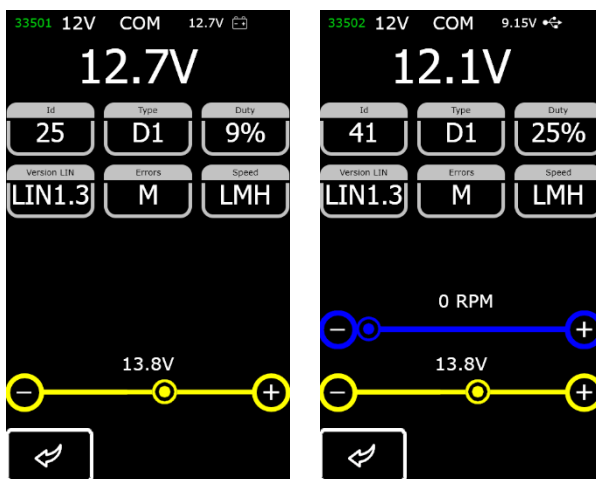 33501 12V COM 12.7V
12.7V
Id Type Duty
25 D1 9%
Version LIN Errors Speed
LIN1.3 M LMH
13.8V
33502 12V COM 9.15V
12.1V
Id Type Duty
41 D1 25%
Version LIN Errors Speed
LIN1.3 M LMH
0 RPM
13.8V